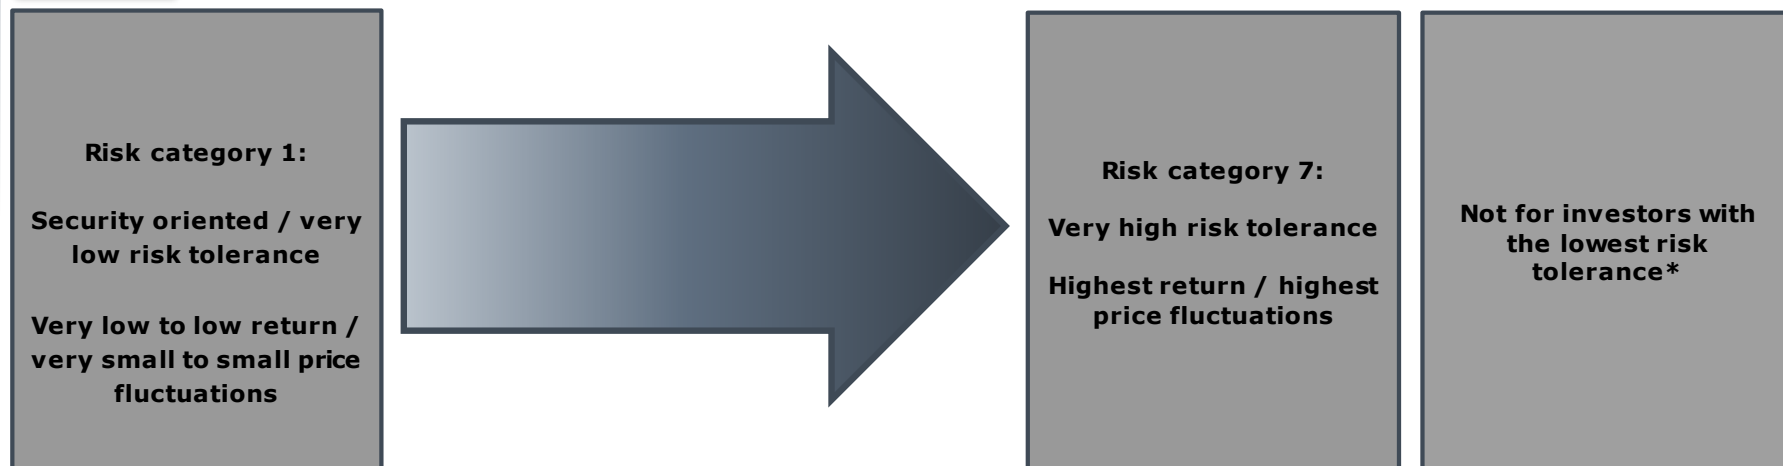 Risk category 1:
Security oriented / very
low risk tolerance
Very low to low return /
very small to small price
fluctuations
Risk category 7:
Very high risk tolerance
Highest return / highest
price fluctuations
Not for investors with
the lowest risk
tolerance*